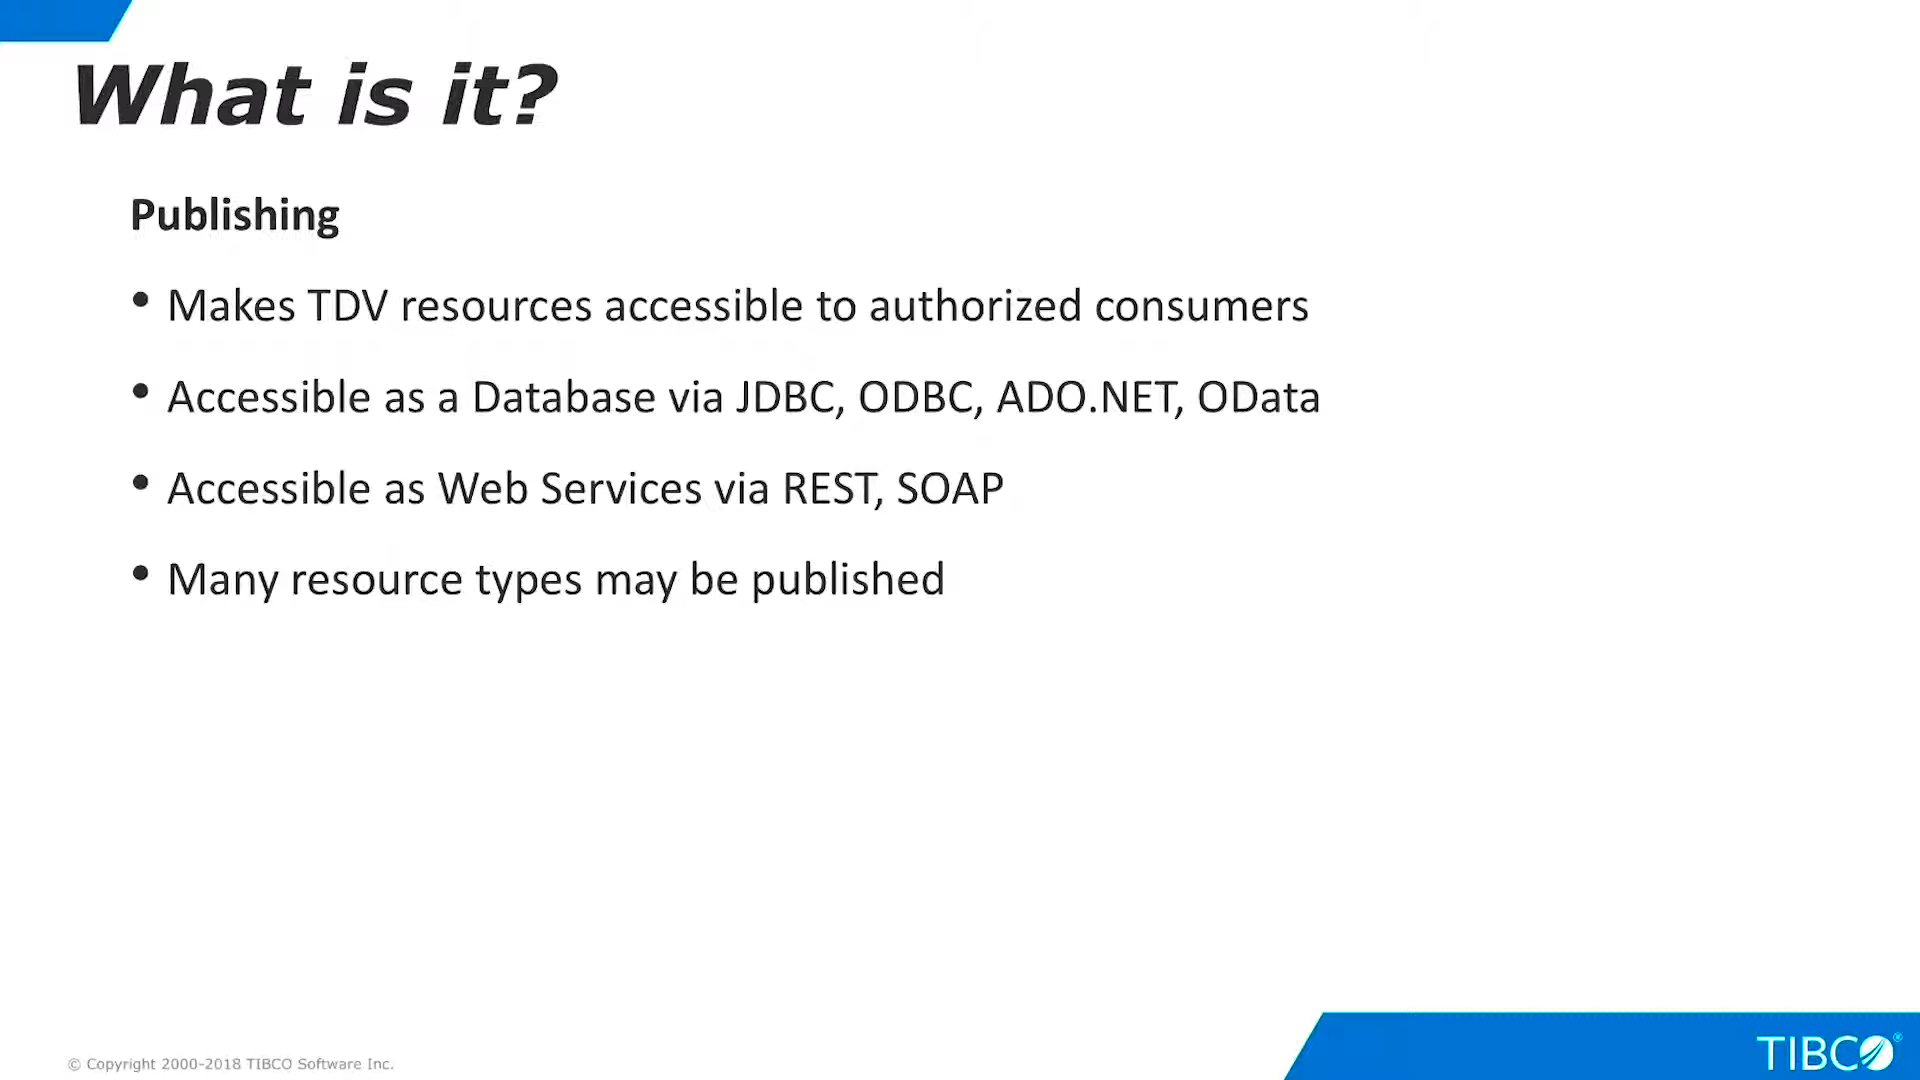 What is it?
Publishing
• Makes TDV resources accessible to authorized consumers
• Accessible as a Database via JDBC, ODBC, ADO.NET, OData
• Accessible as Web Services via REST, SOAP
• Many resource types may be published
© Copyright 2000-2018 TIBCO Software Inc.
TIBCO®